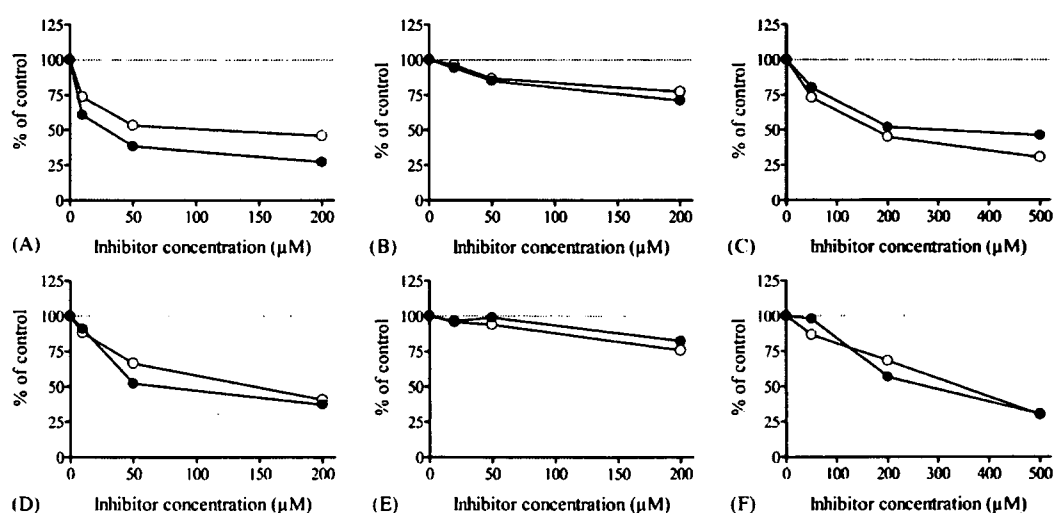 125
100
75
50
25
0
% of control
0 50 100 150 200
(A) Inhibitor concentration (µM)
125
100
75
50
25
0
% of control
0 50 100 150 200
(B) Inhibitor concentration (µM)
125
100
75
50
25
0
% of control
0 100 200 300 400 500
(C) Inhibitor concentration (µM)
125
100
75
50
25
0
% of control
0 50 100 150 200
(D) Inhibitor concentration (µM)
125
100
75
50
25
0
% of control
0 50 100 150 200
(E) Inhibitor concentration (µM)
125
100
75
50
25
0
% of control
0 100 200 300 400 500
(F) Inhibitor concentration (µM)